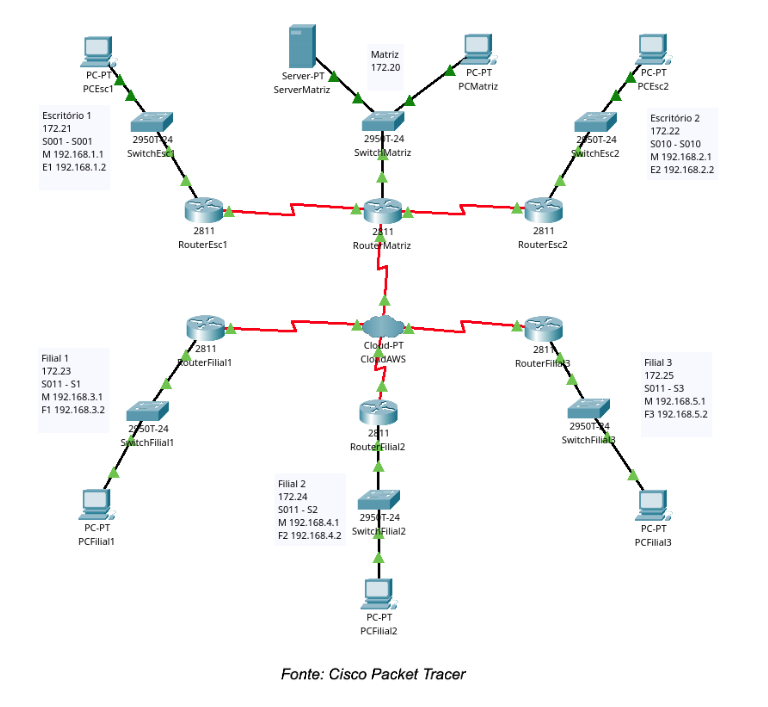 PC-PT
PCEsc1
Server-PT
ServerMatriz
Matriz
172.20
PC-PT
PCMatriz
PC-PT
PCEsc2
Escritório 1
172.21
S001 - S001
M 192.168.1.1
E1 192.168.1.2
2950T-24
SwitchEsc1
2950T-24
SwitchMatriz
2950T-24
SwitchEsc2
Escritório 2
172.22
S010 - S010
M 192.168.2.1
E2 192.168.2.2
2811
RouterEsc1
2811
RouterMatriz
2811
RouterEsc2
Cloud-PT
CloudAWS
2811
RouterFilial1
2811
RouterFilial3
Filial 1
172.23
S011 - S1
M 192.168.3.1
F1 192.168.3.2
Filial 3
172.25
S011 - S3
M 192.168.5.1
F3 192.168.5.2
2950T-24
SwitchFilial1
2811
RouterFilial2
2950T-24
SwitchFilial3
Filial 2
172.24
S011 - S2
M 192.168.4.1
F2 192.168.4.2
2950T-24
SwitchFilial2
PC-PT
PCFilial1
PC-PT
PCFilial3
PC-PT
PCFilial2
Fonte: Cisco Packet Tracer